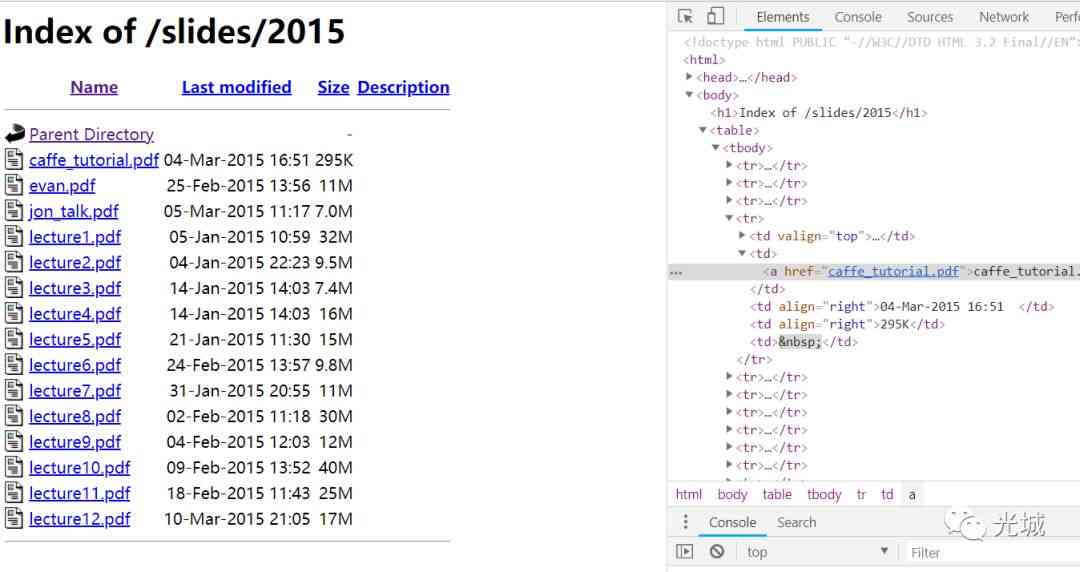 Index of /slides/2015
Name Last modified Size Description
Parent Directory -
caffe_tutorial.pdf 04-Mar-2015 16:51 295K
evan.pdf 25-Feb-2015 13:56 11M
jon_talk.pdf 05-Mar-2015 11:17 7.0M
lecture1.pdf 05-Jan-2015 10:59 32M
lecture2.pdf 04-Jan-2015 22:23 9.5M
lecture3.pdf 14-Jan-2015 14:03 7.4M
lecture4.pdf 14-Jan-2015 14:03 16M
lecture5.pdf 21-Jan-2015 11:30 15M
lecture6.pdf 24-Feb-2015 13:57 9.8M
lecture7.pdf 31-Jan-2015 20:55 11M
lecture8.pdf 02-Feb-2015 11:18 30M
lecture9.pdf 04-Feb-2015 12:03 12M
lecture10.pdf 09-Feb-2015 13:52 40M
lecture11.pdf 18-Feb-2015 11:43 25M
lecture12.pdf 10-Mar-2015 21:05 17M
Elements Console Sources Network Perf
<!doctype html PUBLIC "-//W3C//DTD HTML 3.2 Final//EN">
<html>
<head>…</head>
<body>
<h1>Index of /slides/2015</h1>
<table>
<tbody>
<tr>…</tr>
<tr>…</tr>
<tr>…</tr>
<tr>
<td valign="top">…</td>
<td>
<a href="caffe_tutorial.pdf">caffe_tutorial.
</td>
<td align="right">04-Mar-2015 16:51 </td>
<td align="right">295K</td>
<td>&nbsp;</td>
</tr>
<tr>…</tr>
<tr>…</tr>
<tr>…</tr>
<tr>…</tr>
<tr>…</tr>
<tr>…</tr>
html body table tbody tr td a
Console Search
top Filter
光城